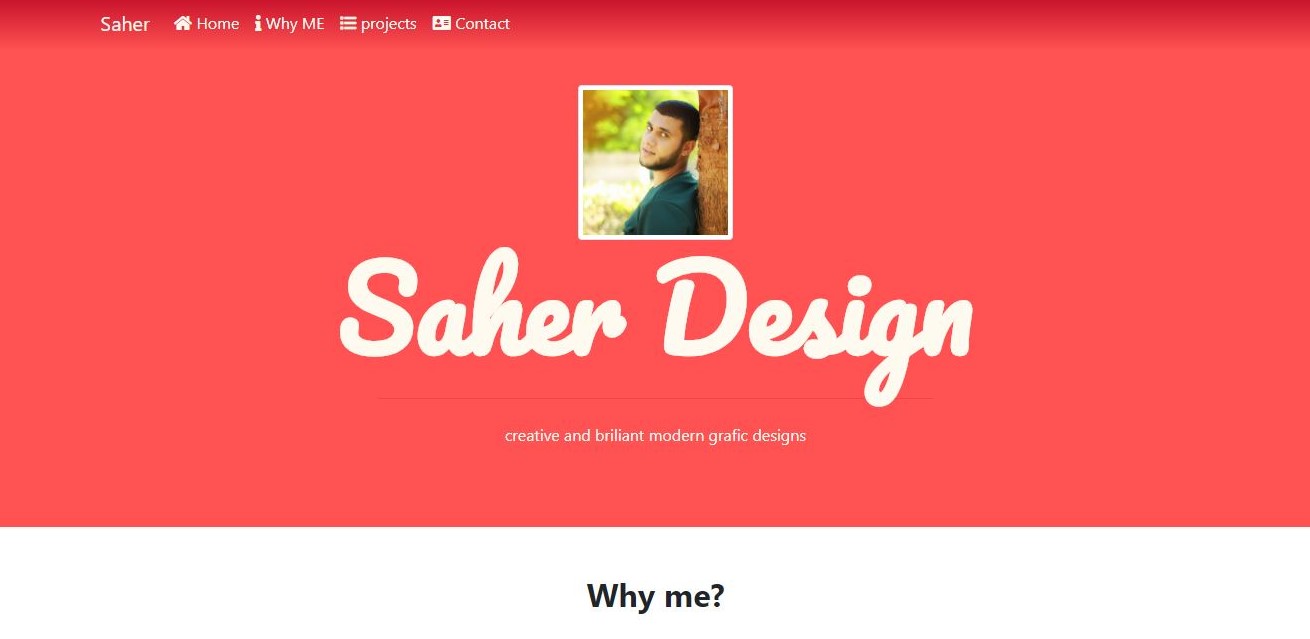 Saher Home Why ME projects Contact
Saher Design
creative and briliant modern grafic designs
Why me?